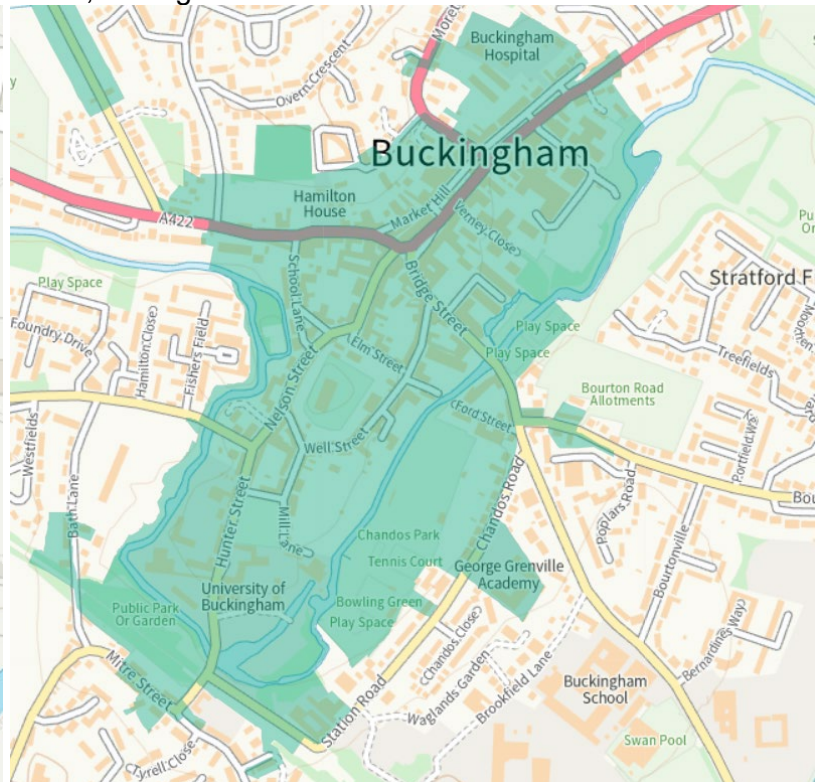 Buckingham
Hospital
Overn Crescent
Buckingham
Hamilton
House
Market Hill
Verney Close
A422
School Lane
Bridge Street
Play Space
Stratford F
Foundry Drive
Hamilton Close
Fishers Field
Play Space
Play Space
Treefields
Elm Street
Nelson Street
Bourton Road
Allotments
Ford Street
Well Street
Westfields
Portfield W
Bath Lane
Hunter Street
Mill Lane
Chandos Road
Poplars Road
Bou
Chandos Park
Tennis Court
George Grenville
Academy
Bourtonville
University of
Buckingham
Bowling Green
Play Space
Public Park
Or Garden
Chandos Close
Bernardines Way
Mitre Street
Waglands Garden
Brookfield Lane
Buckingham
School
Station Road
Swan Pool
Tyrell Close